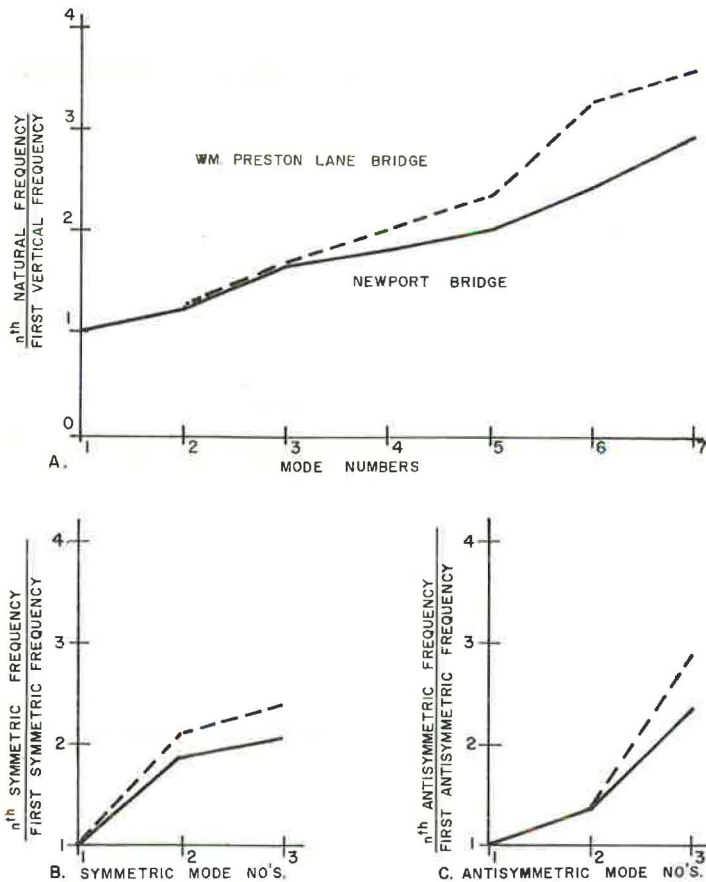 4
3
2
1
0
nth NATURAL FREQUENCY
FIRST VERTICAL FREQUENCY
WM. PRESTON LANE BRIDGE
NEWPORT BRIDGE
1 2 3 4 5 6 7
A. MODE NUMBERS
4
3
2
1
nth SYMMETRIC FREQUENCY
FIRST SYMMETRIC FREQUENCY
1 2 3
B. SYMMETRIC MODE NO'S.
4
3
2
1
nth ANTISYMMETRIC FREQUENCY
FIRST ANTISYMMETRIC FREQUENCY
1 2 3
C. ANTISYMMETRIC MODE NO'S.